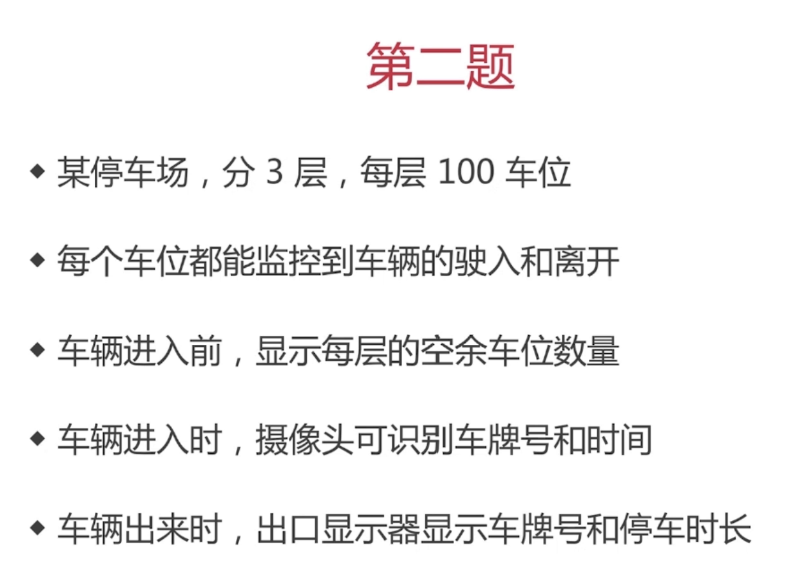 第二题
◆ 某停车场，分 3 层，每层 100 车位
◆ 每个车位都能监控到车辆的驶入和离开
◆ 车辆进入前，显示每层的空余车位数量
◆ 车辆进入时，摄像头可识别车牌号和时间
◆ 车辆出来时，出口显示器显示车牌号和停车时长